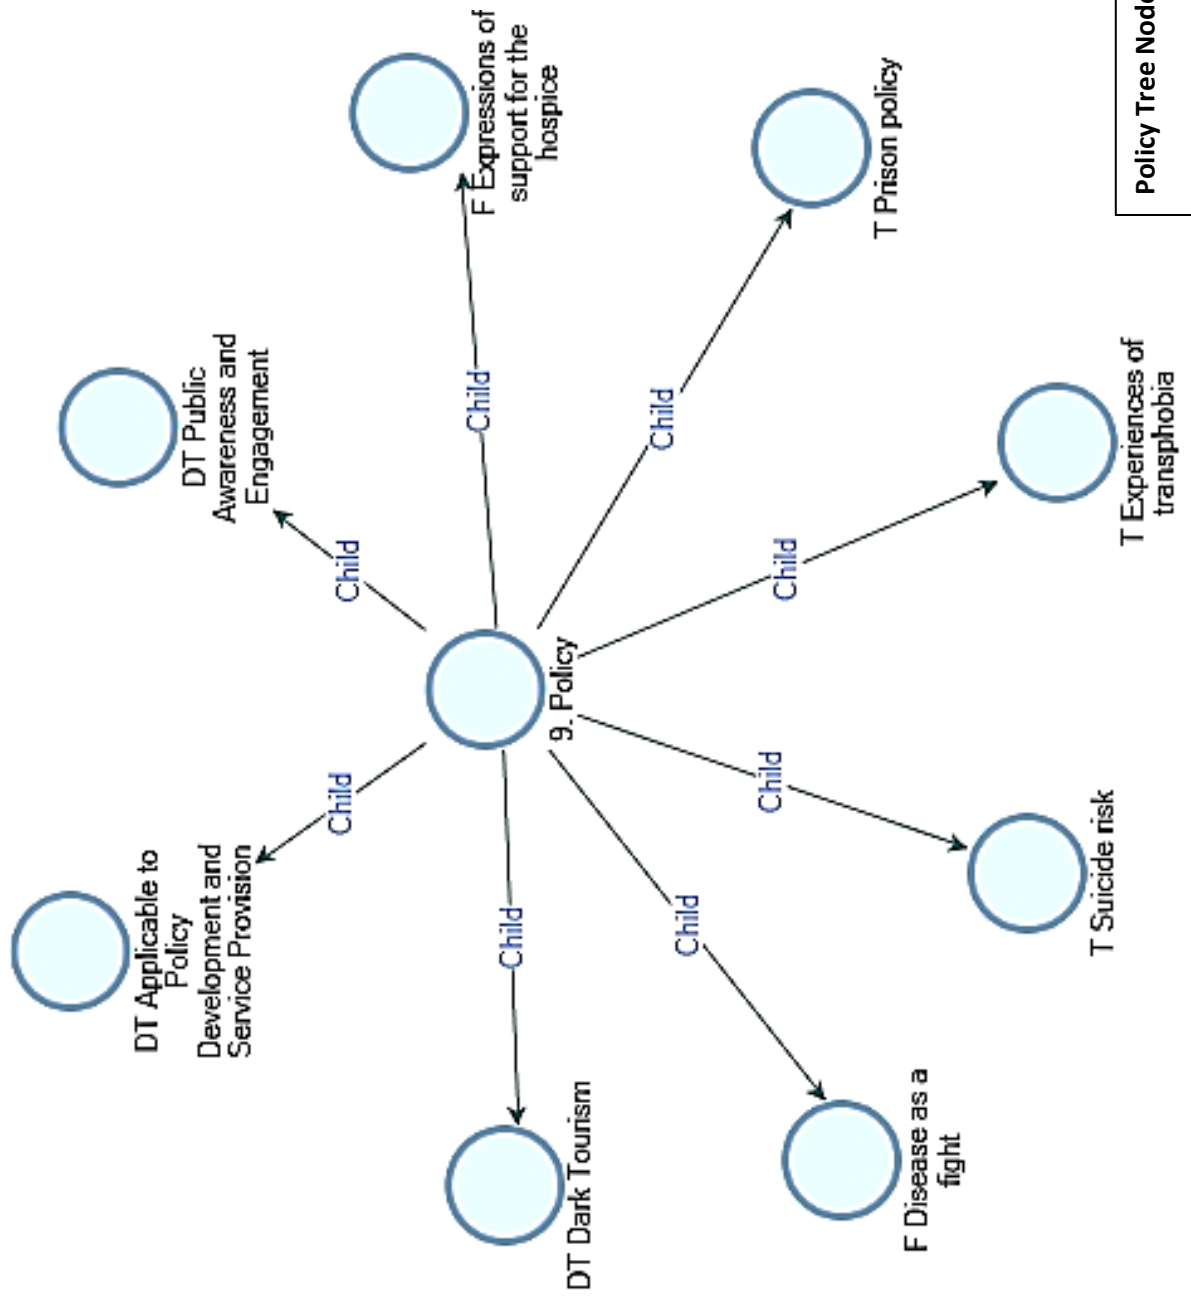 DT Applicable to
Policy
Development and
Service Provision
DT Public
Awareness and
Engagement
Child
Child
Child
F Expressions of
support for the
hospice
Child
9. Policy
DT Dark Tourism
Child
Child
Child
Child
T Prison policy
F Disease as a
fight
T Suicide risk
T Experiences of
transphobia
Policy Tree Node